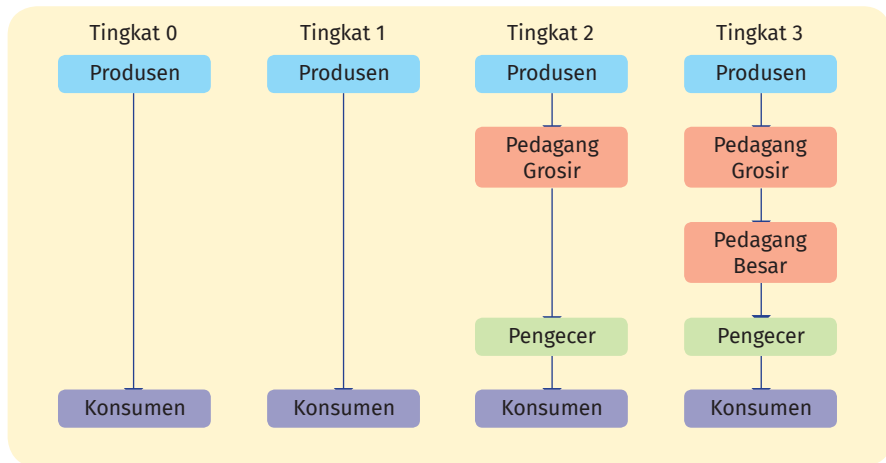 Tingkat 0
Tingkat 1
Tingkat 2
Tingkat 3
Produsen
Produsen
Produsen
Produsen
Pedagang
Grosir
Pedagang
Grosir
Pedagang
Besar
Pengecer
Pengecer
Konsumen
Konsumen
Konsumen
Konsumen